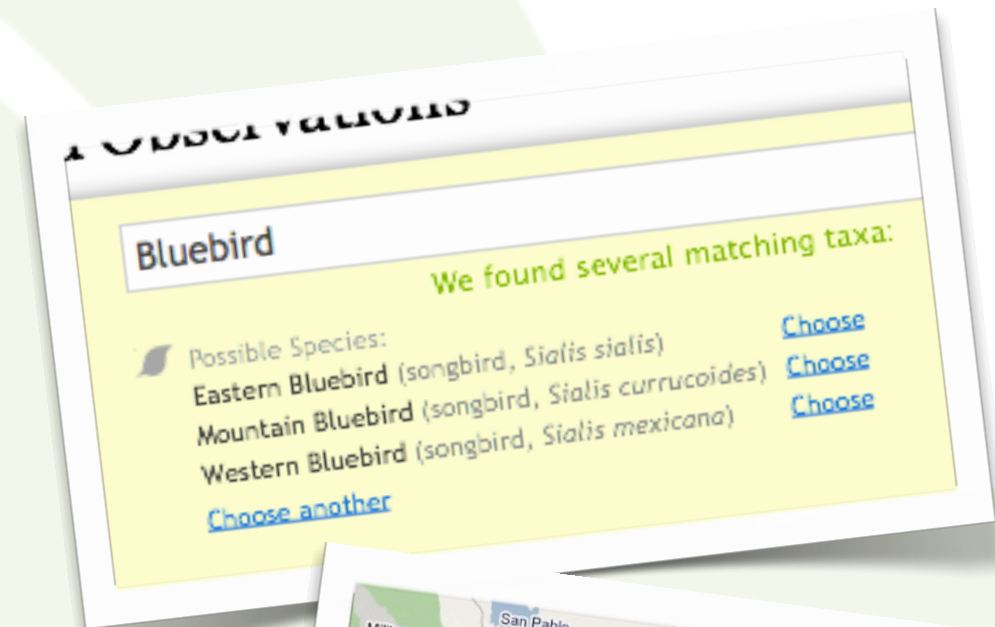 Observations
Bluebird
We found several matching taxa:
Possible Species:
Eastern Bluebird (songbird, Sialis sialis) Choose
Mountain Bluebird (songbird, Sialis currucoides) Choose
Western Bluebird (songbird, Sialis mexicana) Choose
Choose another
San Pablo